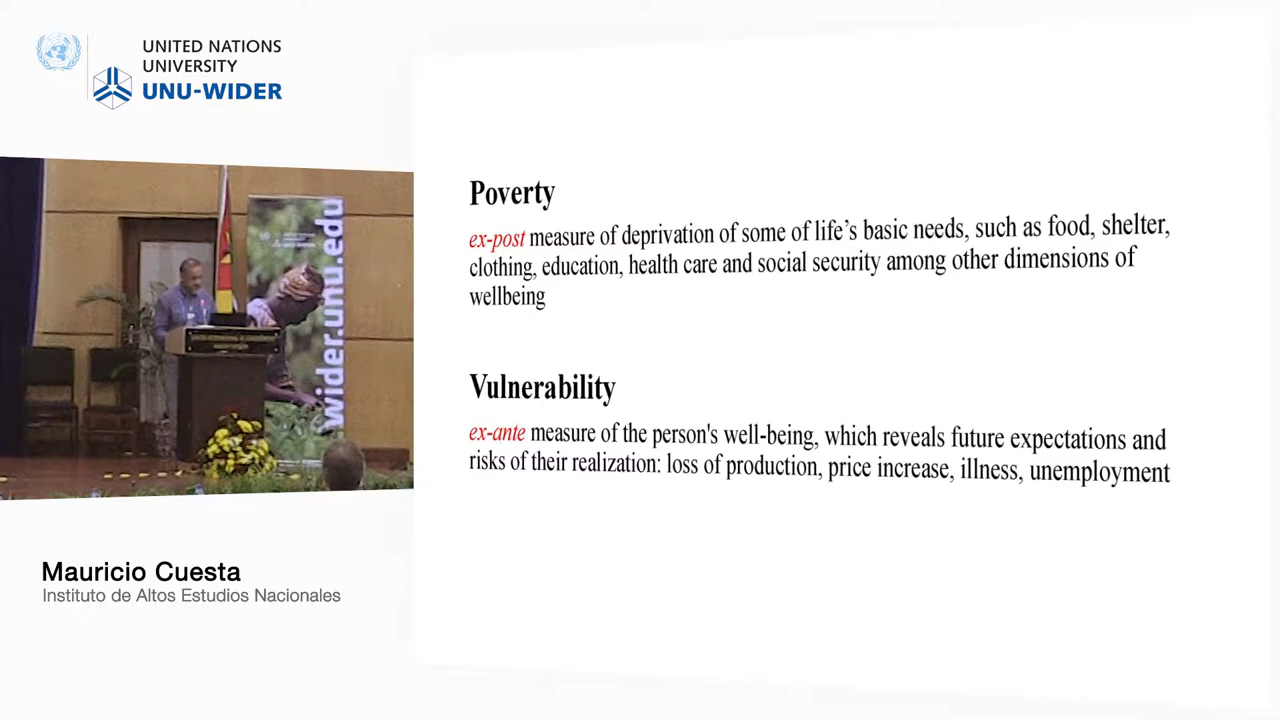 UNITED NATIONS
UNIVERSITY
UNU-WIDER
wider.unu.edu
Mauricio Cuesta
Instituto de Altos Estudios Nacionales
Poverty
ex-post measure of deprivation of some of life’s basic needs, such as food, shelter,
clothing, education, health care and social security among other dimensions of
wellbeing
Vulnerability
ex-ante measure of the person's well-being, which reveals future expectations and
risks of their realization: loss of production, price increase, illness, unemployment